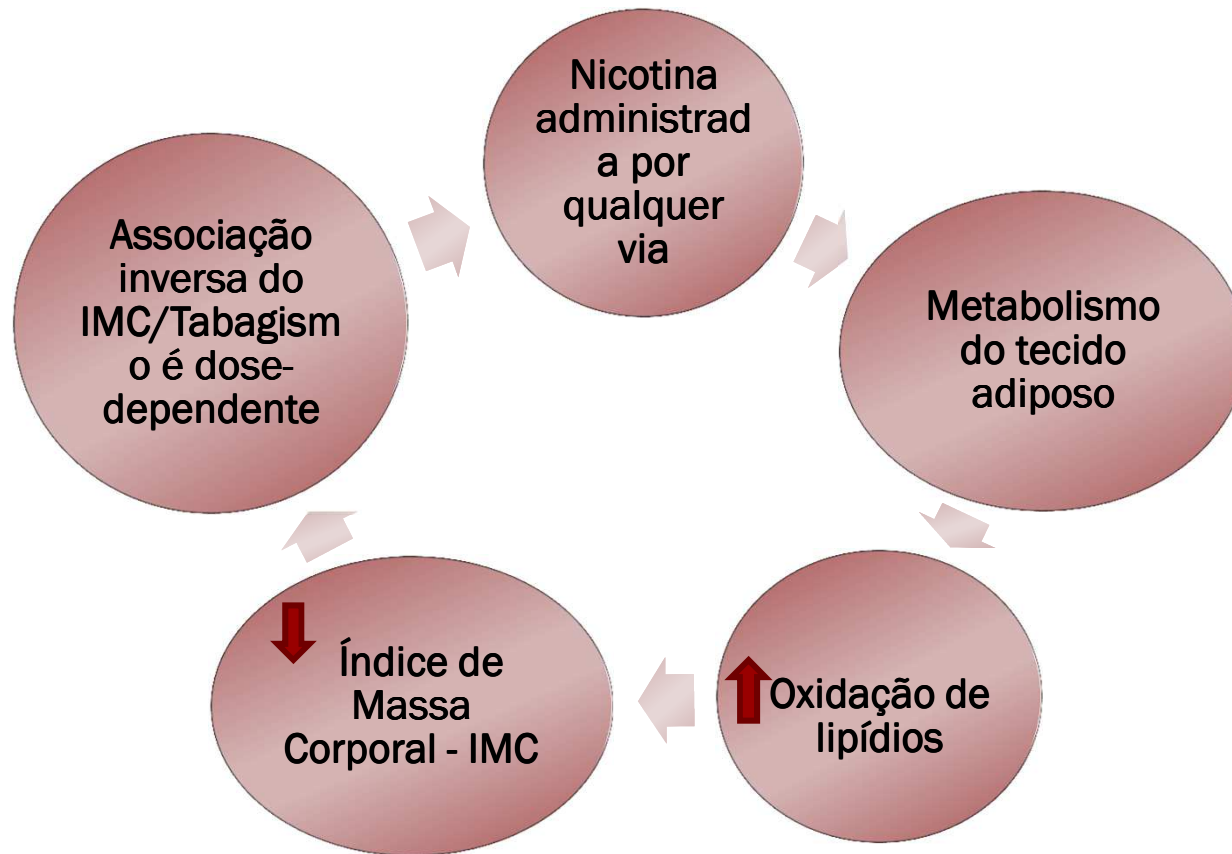 Nicotina
administrad
a por
qualquer
via
Metabolismo
do tecido
adiposo
Oxidação de
lipídios
Índice de
Massa
Corporal - IMC
Associação
inversa do
IMC/Tabagism
o é dose-
dependente